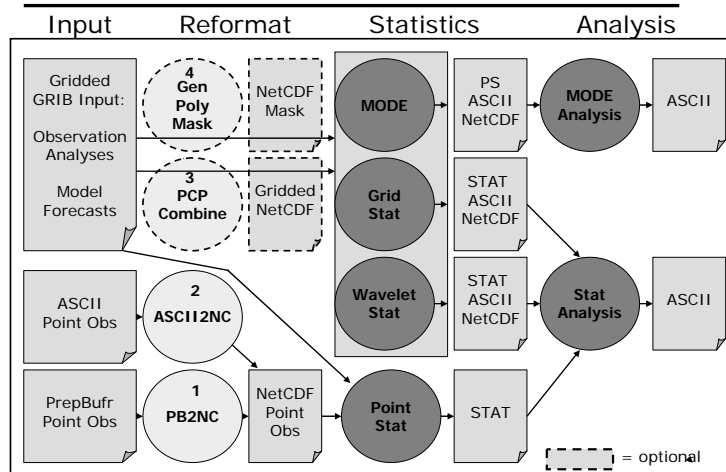 Input Reformat Statistics Analysis
Gridded
GRIB Input:
Observation
Analyses
Model
Forecasts
4
Gen
Poly
Mask
NetCDF
Mask
MODE
PS
ASCII
NetCDF
MODE
Analysis
ASCII
3
PCP
Combine
Gridded
NetCDF
Grid
Stat
STAT
ASCII
NetCDF
ASCII
Point Obs
2
ASCII2NC
Wavelet
Stat
STAT
ASCII
NetCDF
Stat
Analysis
ASCII
PrepBufr
Point Obs
1
PB2NC
NetCDF
Point
Obs
Point
Stat
STAT
= optional